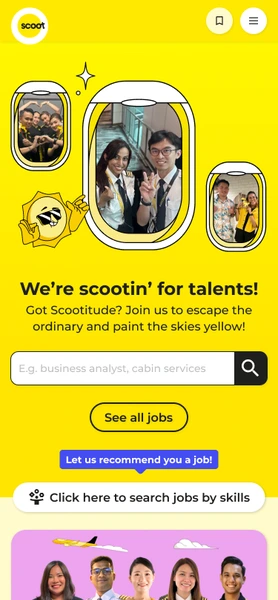 scoot
We're scootin' for talents!
Got Scootitude? Join us to escape the
ordinary and paint the skies yellow!
E.g. business analyst, cabin services
See all jobs
Let us recommend you a job!
Click here to search jobs by skills